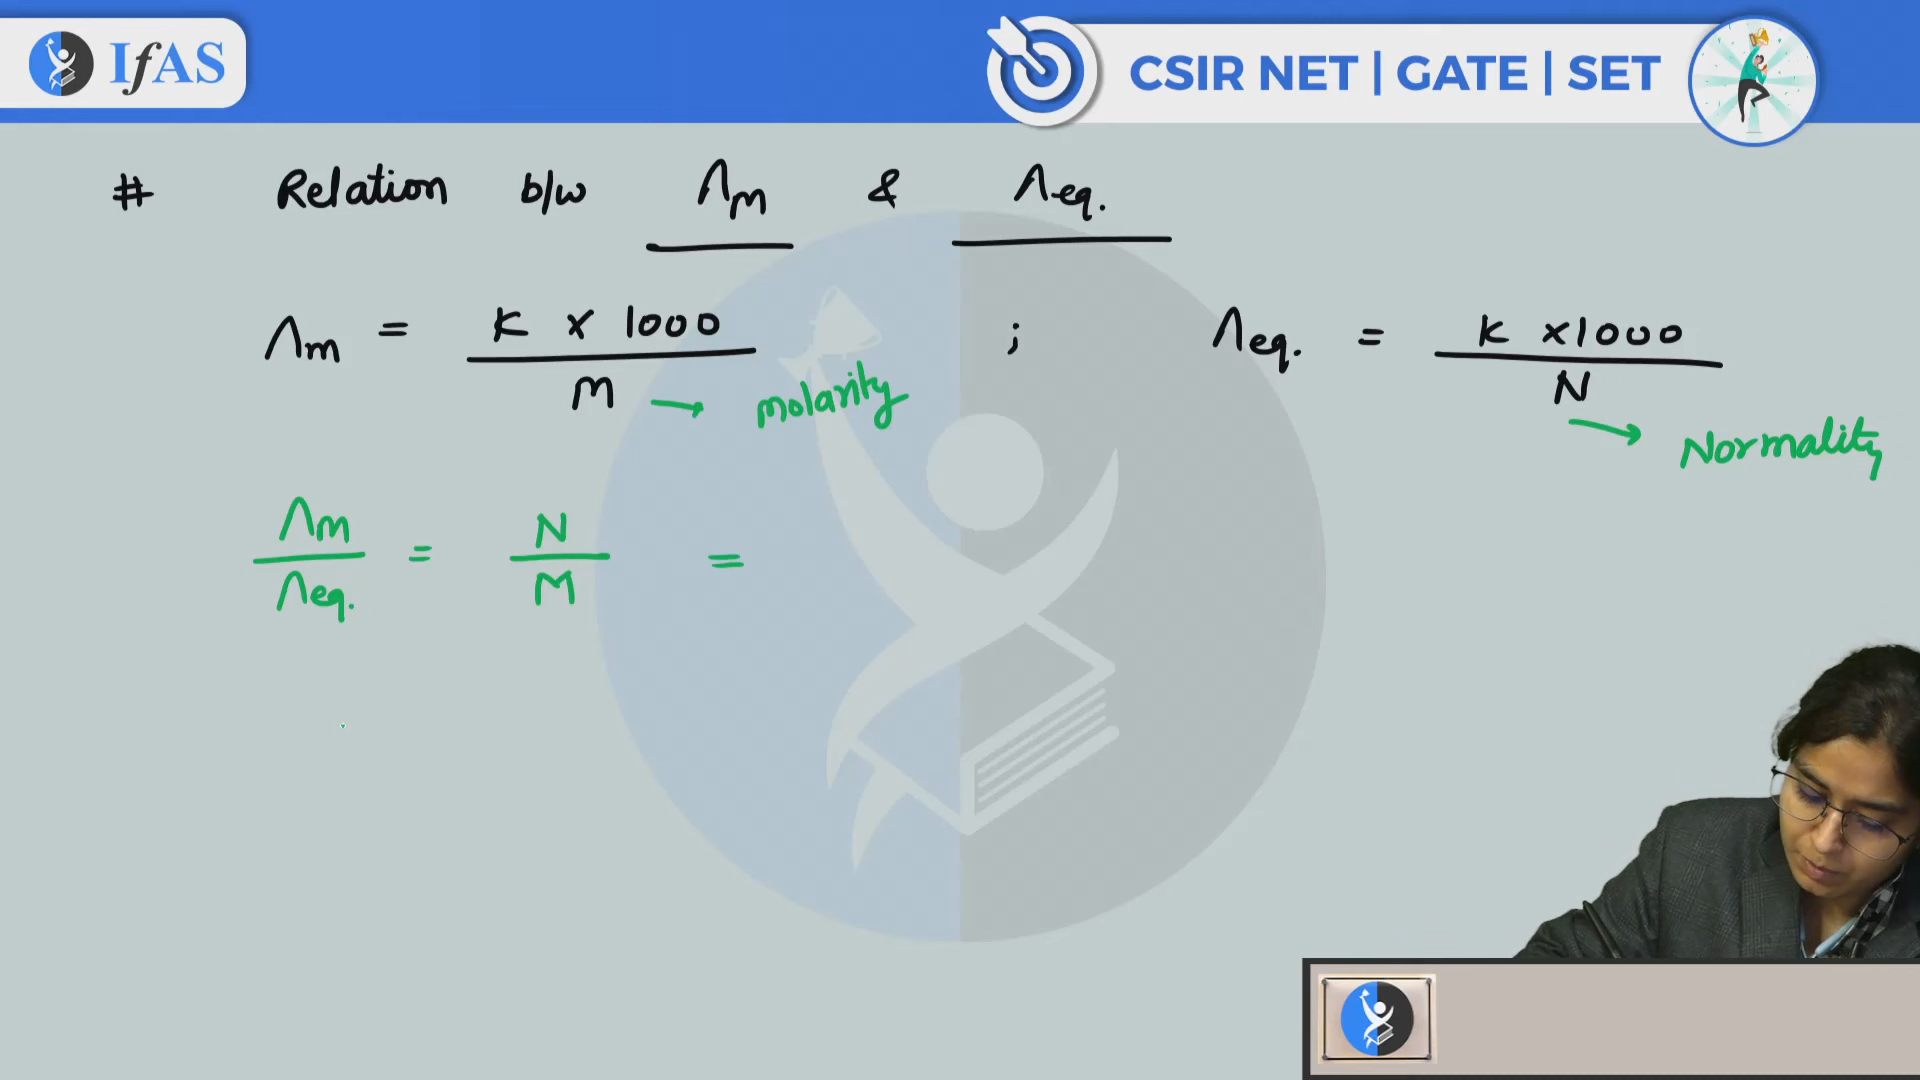 IfAS
CSIR NET | GATE | SET
# Relation b/w Λm & Λeq.
Λm = K × 1000 / M → molarity ; Λeq. = K ×1000 / N → Normality
Λm / Λeq. = N / M =